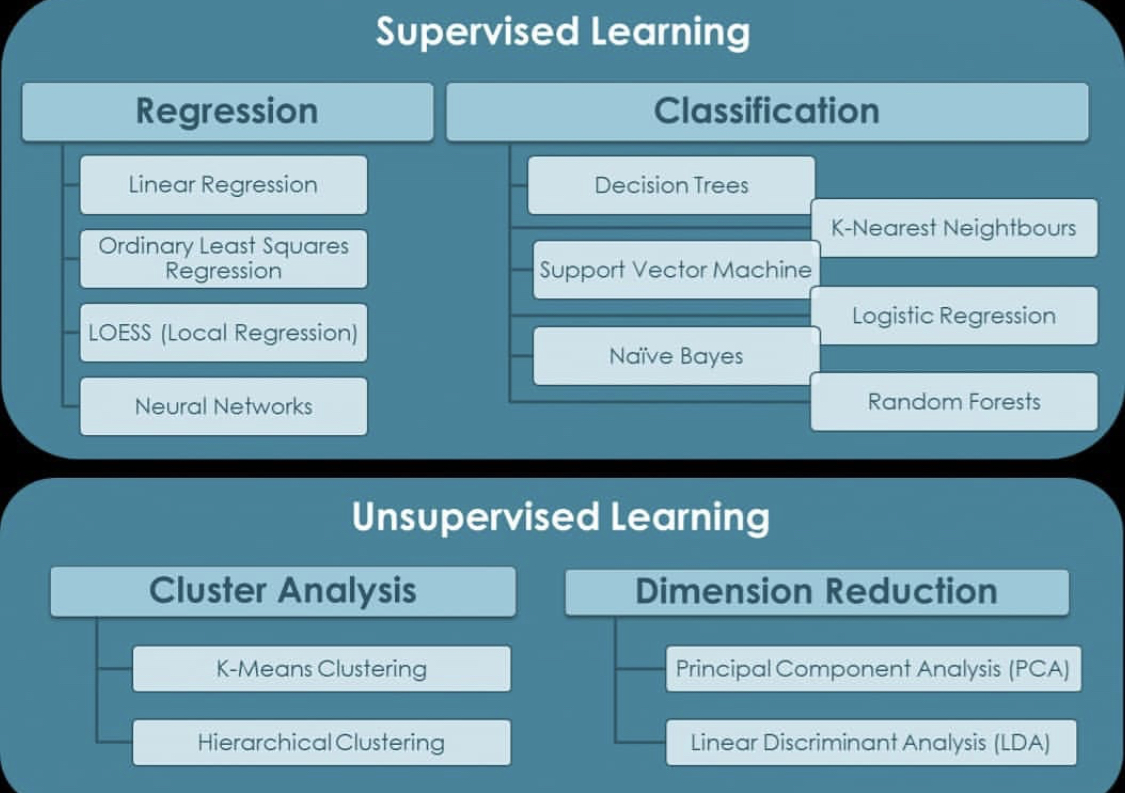 Supervised Learning
Regression
Linear Regression
Ordinary Least Squares
Regression
LOESS (Local Regression)
Neural Networks
Classification
Decision Trees
K-Nearest Neightbours
Support Vector Machine
Logistic Regression
Naïve Bayes
Random Forests
Unsupervised Learning
Cluster Analysis
K-Means Clustering
Hierarchical Clustering
Dimension Reduction
Principal Component Analysis (PCA)
Linear Discriminant Analysis (LDA)